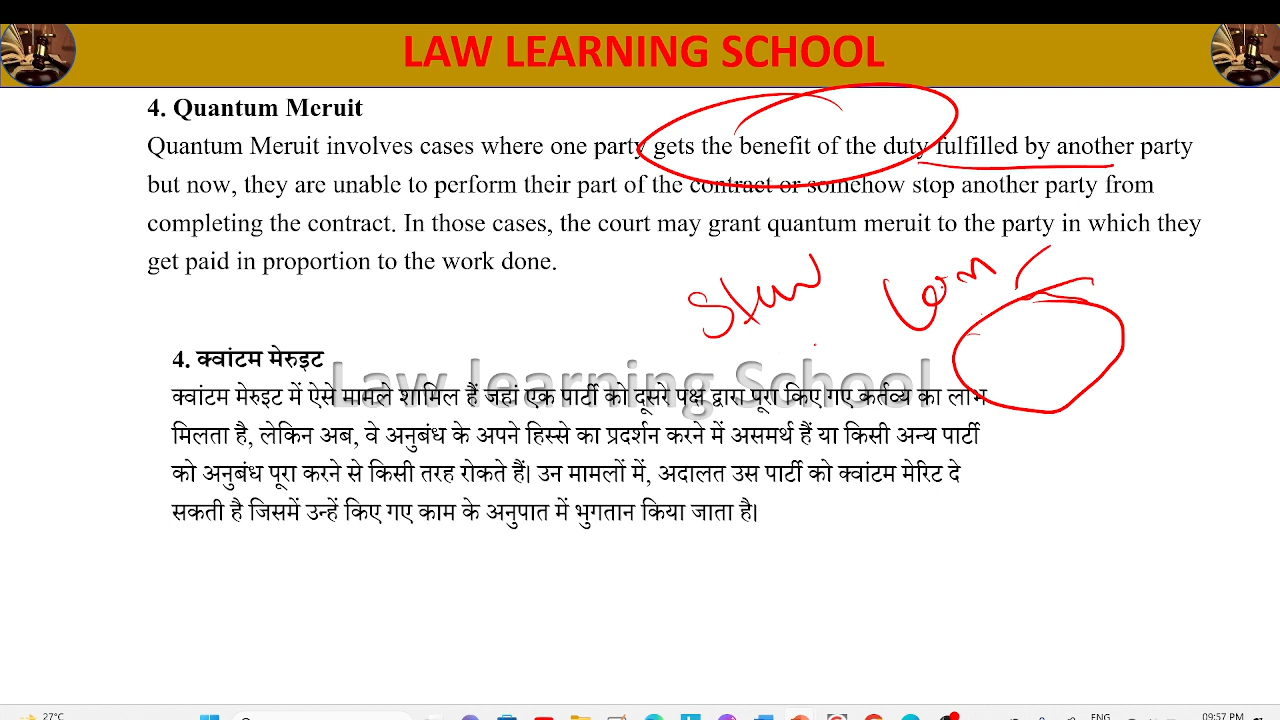 LAW LEARNING SCHOOL
4. Quantum Meruit
Quantum Meruit involves cases where one party gets the benefit of the duty fulfilled by another party
but now, they are unable to perform their part of the contract or somehow stop another party from
completing the contract. In those cases, the court may grant quantum meruit to the party in which they
get paid in proportion to the work done.
4. क्वांटम मेरुइट
Law learning School
क्वांटम मेरुइट में ऐसे मामले शामिल हैं जहां एक पार्टी को दूसरे पक्ष द्वारा पूरा किए गए कर्तव्य का लाभ
मिलता है, लेकिन अब, वे अनुबंध के अपने हिस्से का प्रदर्शन करने में असमर्थ हैं या किसी अन्य पार्टी
को अनुबंध पूरा करने से किसी तरह रोकते हैं। उन मामलों में, अदालत उस पार्टी को क्वांटम मेरिट दे
सकती है जिसमें उन्हें किए गए काम के अनुपात में भुगतान किया जाता है।
27°C
ENG
09:57 PM